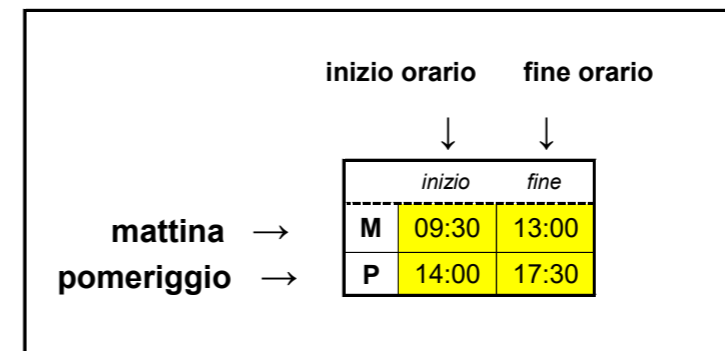 inizio orario fine orario
↓ ↓
inizio fine
mattina → M 09:30 13:00
pomeriggio → P 14:00 17:30